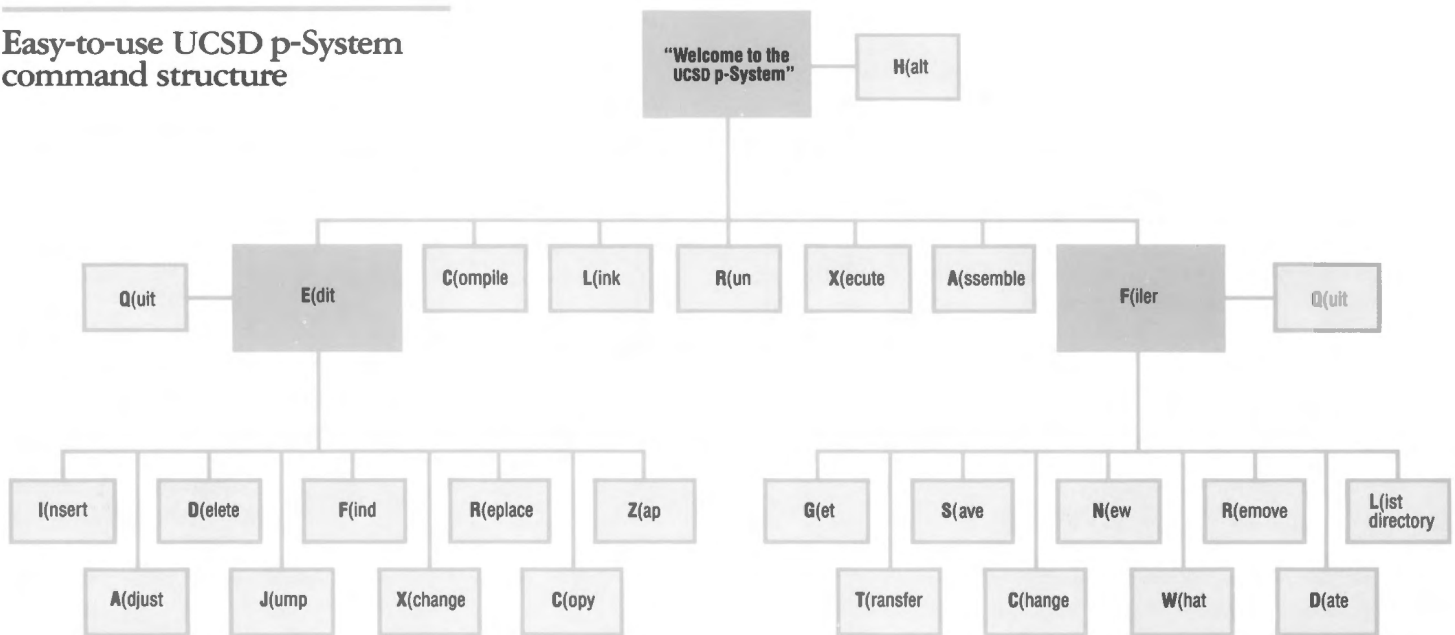 Easy-to-use UCSD p-System
command structure
"Welcome to the
UCSD p-System"
H(alt
Q(uit
E(dit
C(ompile
L(ink
R(un
X(ecute
A(ssemble
F(iler
Q(uit
I(nsert
D(elete
F(ind
R(eplace
Z(ap
A(djust
J(ump
X(change
C(opy
G(et
S(ave
N(ew
R(emove
L(ist
directory
T(ransfer
C(hange
W(hat
D(ate